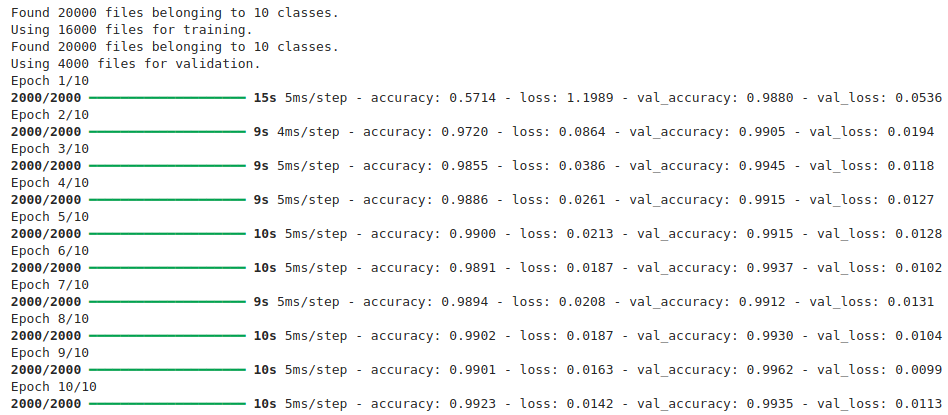 Found 20000 files belonging to 10 classes.
Using 16000 files for training.
Found 20000 files belonging to 10 classes.
Using 4000 files for validation.
Epoch 1/10
2000/2000 ━━━━━━━━━━━━━━━━━━━━ 15s 5ms/step - accuracy: 0.5714 - loss: 1.1989 - val_accuracy: 0.9880 - val_loss: 0.0536
Epoch 2/10
2000/2000 ━━━━━━━━━━━━━━━━━━━━ 9s 4ms/step - accuracy: 0.9720 - loss: 0.0864 - val_accuracy: 0.9905 - val_loss: 0.0194
Epoch 3/10
2000/2000 ━━━━━━━━━━━━━━━━━━━━ 9s 5ms/step - accuracy: 0.9855 - loss: 0.0386 - val_accuracy: 0.9945 - val_loss: 0.0118
Epoch 4/10
2000/2000 ━━━━━━━━━━━━━━━━━━━━ 9s 5ms/step - accuracy: 0.9886 - loss: 0.0261 - val_accuracy: 0.9915 - val_loss: 0.0127
Epoch 5/10
2000/2000 ━━━━━━━━━━━━━━━━━━━━ 10s 5ms/step - accuracy: 0.9900 - loss: 0.0213 - val_accuracy: 0.9915 - val_loss: 0.0128
Epoch 6/10
2000/2000 ━━━━━━━━━━━━━━━━━━━━ 10s 5ms/step - accuracy: 0.9891 - loss: 0.0187 - val_accuracy: 0.9937 - val_loss: 0.0102
Epoch 7/10
2000/2000 ━━━━━━━━━━━━━━━━━━━━ 9s 5ms/step - accuracy: 0.9894 - loss: 0.0208 - val_accuracy: 0.9912 - val_loss: 0.0131
Epoch 8/10
2000/2000 ━━━━━━━━━━━━━━━━━━━━ 10s 5ms/step - accuracy: 0.9902 - loss: 0.0187 - val_accuracy: 0.9930 - val_loss: 0.0104
Epoch 9/10
2000/2000 ━━━━━━━━━━━━━━━━━━━━ 10s 5ms/step - accuracy: 0.9901 - loss: 0.0163 - val_accuracy: 0.9962 - val_loss: 0.0099
Epoch 10/10
2000/2000 ━━━━━━━━━━━━━━━━━━━━ 10s 5ms/step - accuracy: 0.9923 - loss: 0.0142 - val_accuracy: 0.9935 - val_loss: 0.0113